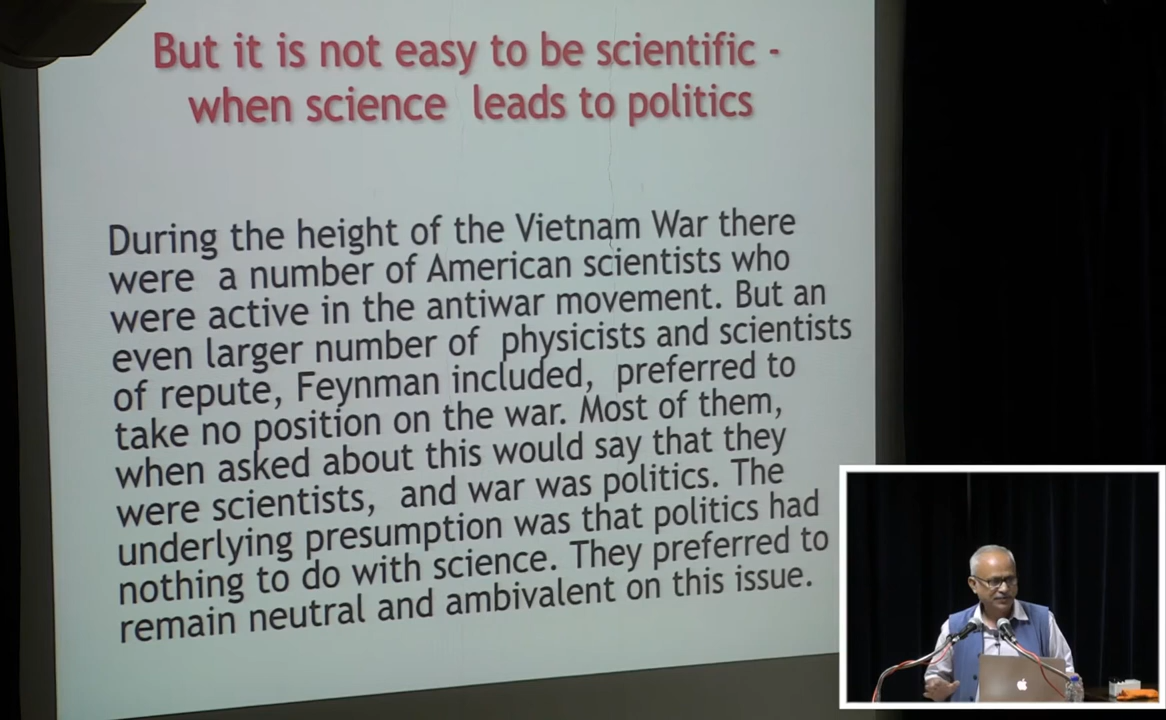 But it is not easy to be scientific -
when science leads to politics
During the height of the Vietnam War there
were a number of American scientists who
were active in the antiwar movement. But an
even larger number of physicists and scientists
of repute, Feynman included, preferred to
take no position on the war. Most of them,
when asked about this would say that they
were scientists, and war was politics. The
underlying presumption was that politics had
nothing to do with science. They preferred to
remain neutral and ambivalent on this issue.